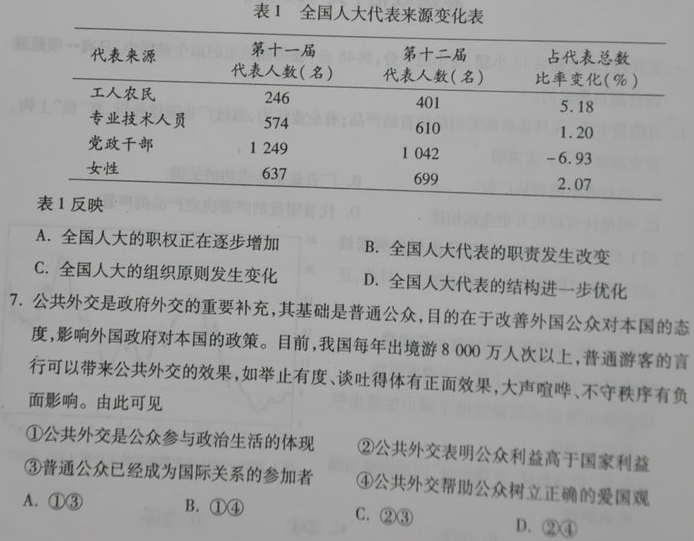 表1 全国人大代表来源变化表
代表来源 第十一届代表人数(名) 第十二届代表人数(名) 占代表总数比率变化(%)
工人农民 246 401 5.18
专业技术人员 574 610 1.20
党政干部 1 249 1 042 -6.93
女性 637 699 2.07
表1反映
A. 全国人大的职权正在逐步增加 B. 全国人大代表的职责发生改变
C. 全国人大的组织原则发生变化 D. 全国人大代表的结构进一步优化
7. 公共外交是政府外交的重要补充,其基础是普通公众,目的在于改善外国公众对本国的态
度,影响外国政府对本国的政策。目前,我国每年出境游8 000万人次以上,普通游客的言
行可以带来公共外交的效果,如举止有度、谈吐得体有正面效果,大声喧哗、不守秩序有负
面影响。由此可见
①公共外交是公众参与政治生活的体现 ②公共外交表明公众利益高于国家利益
③普通公众已经成为国际关系的参加者 ④公共外交帮助公众树立正确的爱国观
A. ①③ B. ①④ C. ②③ D. ②④